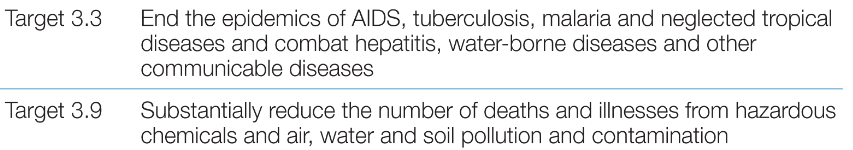 Target 3.3 End the epidemics of AIDS, tuberculosis, malaria and neglected tropical
diseases and combat hepatitis, water-borne diseases and other
communicable diseases
Target 3.9 Substantially reduce the number of deaths and illnesses from hazardous
chemicals and air, water and soil pollution and contamination